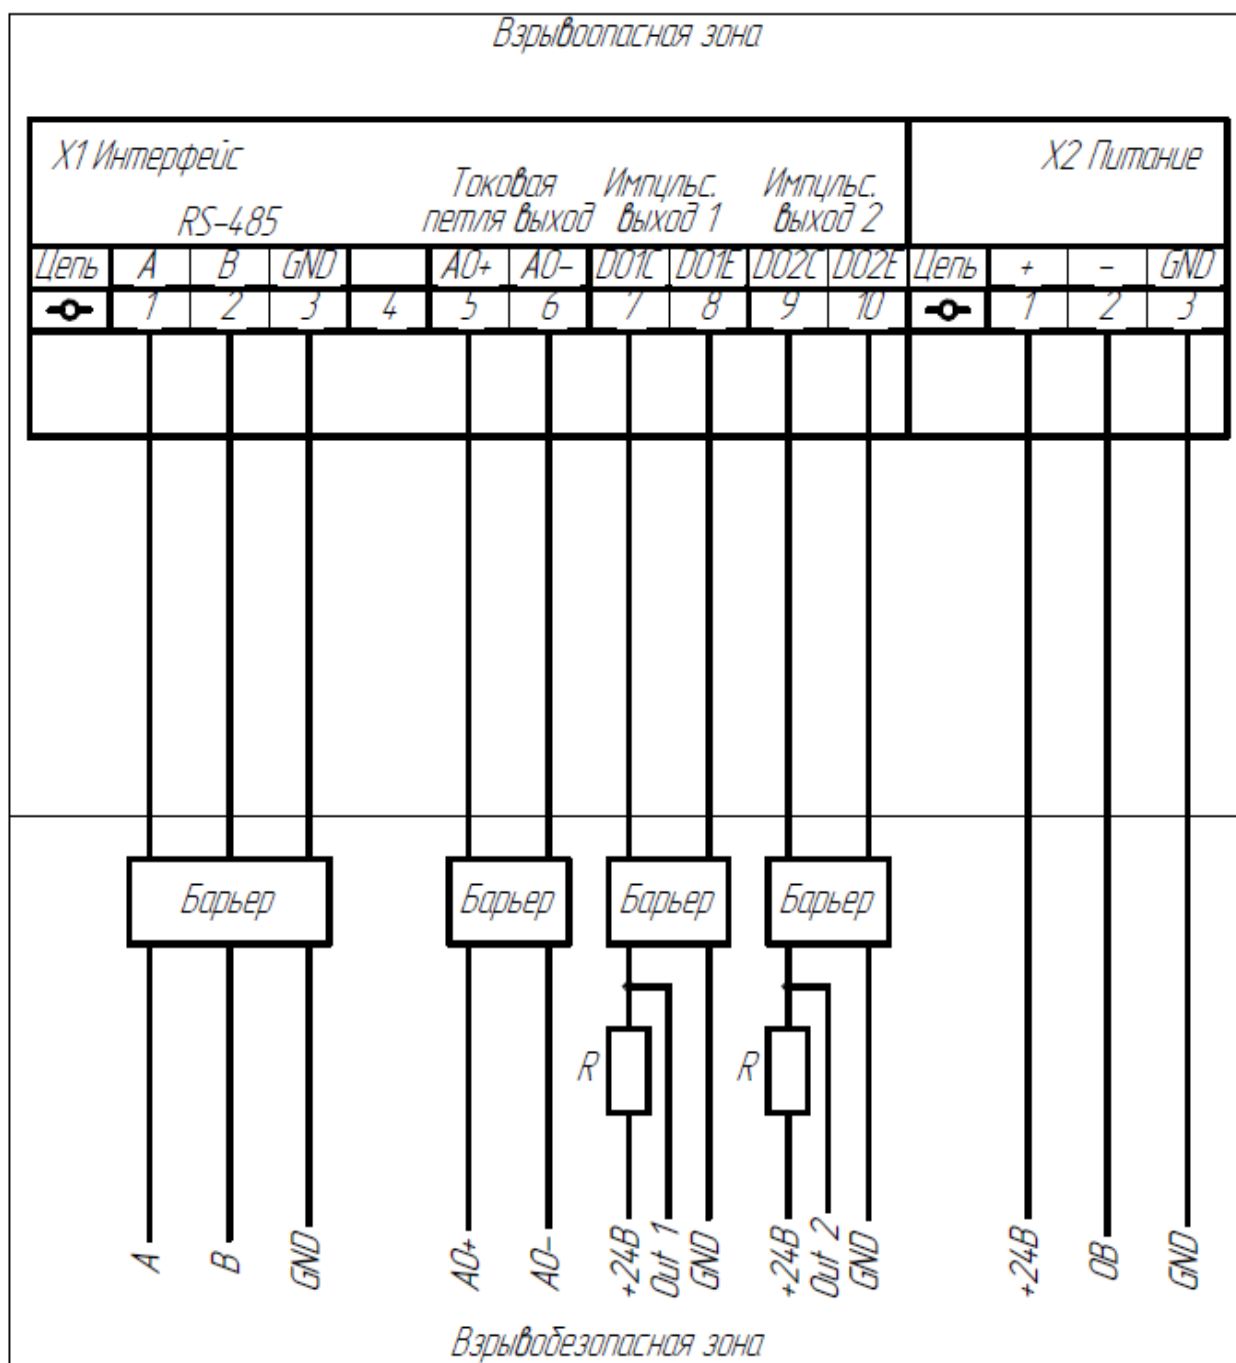 Взрывоопасная зона
X1 Интерфейс
X2 Питание
RS-485
Токовая
петля выход
Импульс.
выход 1
Импульс.
выход 2
Цепь A B GND AO+ AO- DO1C DO1E DO2C DO2E Цепь + - GND
1 2 3 4 5 6 7 8 9 10 1 2 3
Барьер Барьер Барьер Барьер
R R
A B GND AO+ AO- +24В Out 1 GND +24В Out 2 GND +24В 0В GND
Взрывобезопасная зона